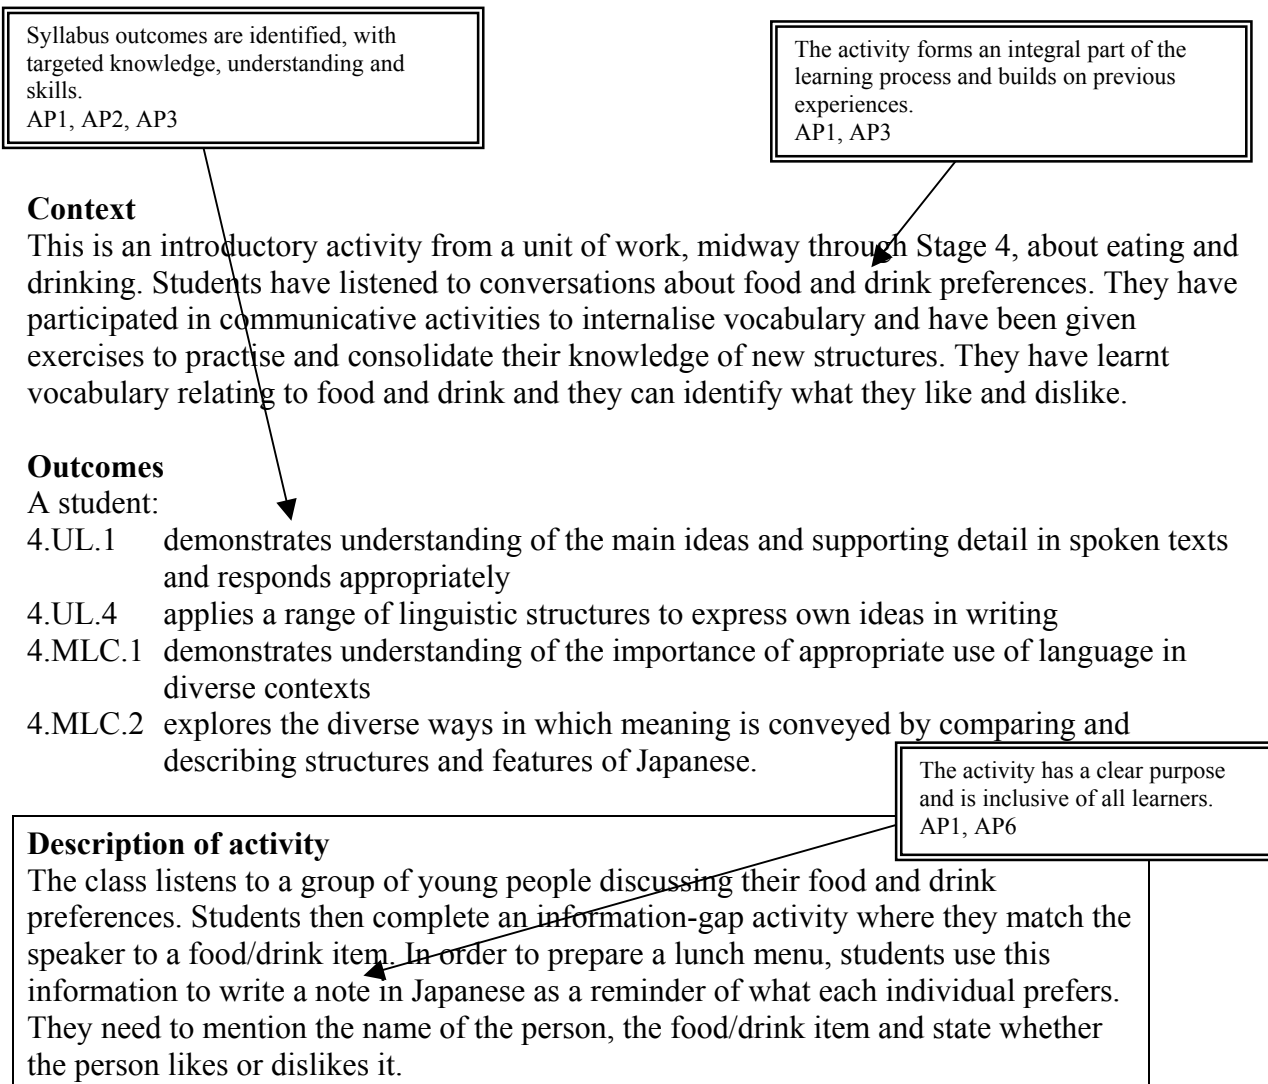 Syllabus outcomes are identified, with
targeted knowledge, understanding and
skills.
AP1, AP2, AP3
The activity forms an integral part of the
learning process and builds on previous
experiences.
AP1, AP3
Context
This is an introductory activity from a unit of work, midway through Stage 4, about eating and
drinking. Students have listened to conversations about food and drink preferences. They have
participated in communicative activities to internalise vocabulary and have been given
exercises to practise and consolidate their knowledge of new structures. They have learnt
vocabulary relating to food and drink and they can identify what they like and dislike.
Outcomes
A student:
4.UL.1 demonstrates understanding of the main ideas and supporting detail in spoken texts
and responds appropriately
4.UL.4 applies a range of linguistic structures to express own ideas in writing
4.MLC.1 demonstrates understanding of the importance of appropriate use of language in
diverse contexts
4.MLC.2 explores the diverse ways in which meaning is conveyed by comparing and
describing structures and features of Japanese.
The activity has a clear purpose
and is inclusive of all learners.
AP1, AP6
Description of activity
The class listens to a group of young people discussing their food and drink
preferences. Students then complete an information-gap activity where they match the
speaker to a food/drink item. In order to prepare a lunch menu, students use this
information to write a note in Japanese as a reminder of what each individual prefers.
They need to mention the name of the person, the food/drink item and state whether
the person likes or dislikes it.